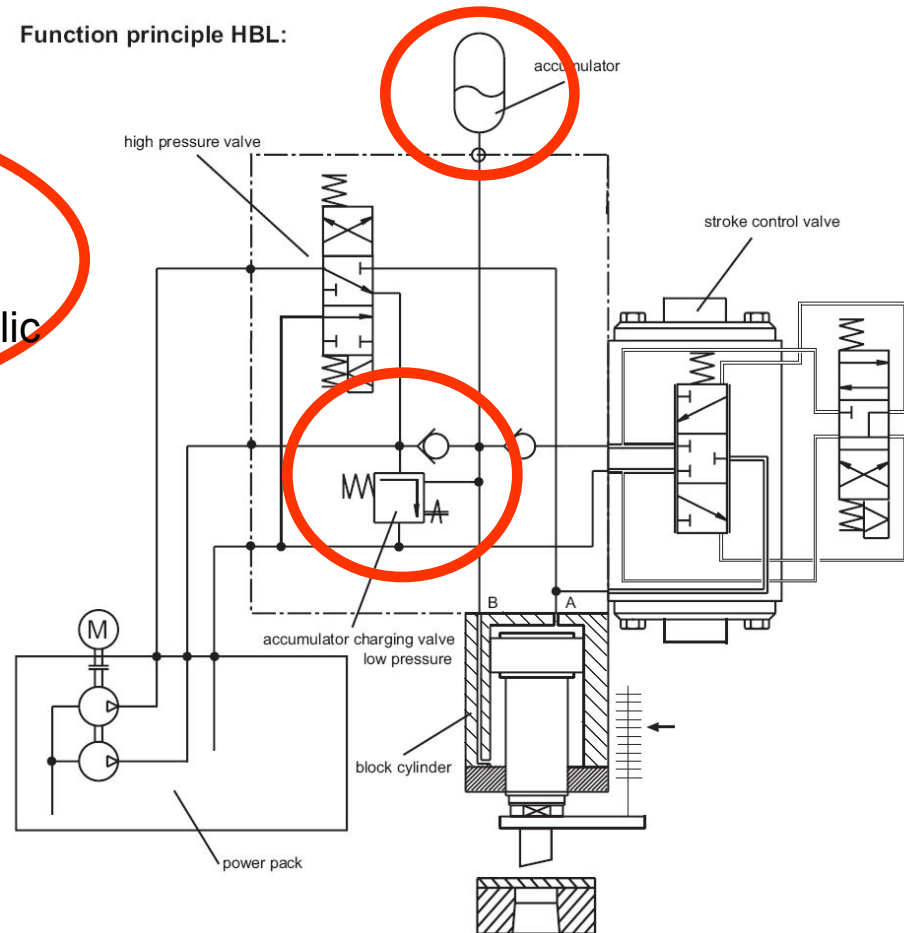 Function principle HBL:
accumulator
high pressure valve
stroke control valve
lic
B A
accumulator charging valve
low pressure
M
block cylinder
power pack